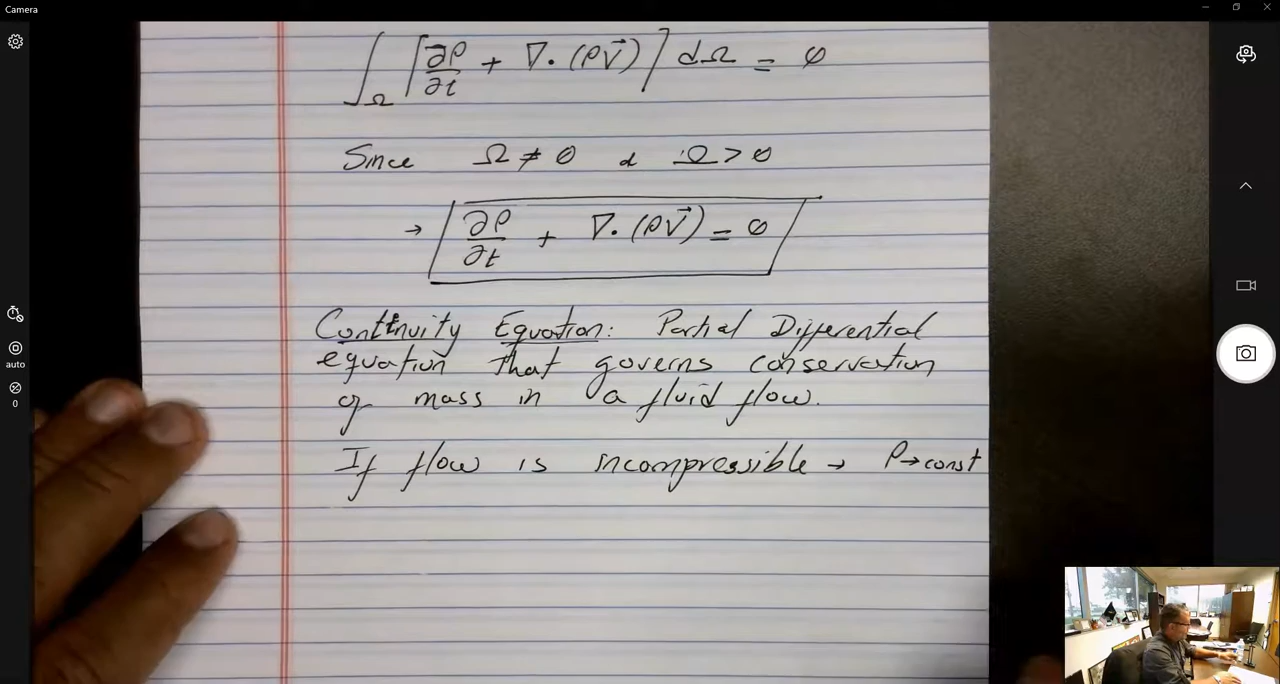 Camera
∫_Ω [∂ρ/∂t + ∇·(ρV⃗)] dΩ = 0
Since Ω ≠ 0 & Ω > 0
→ ∂ρ/∂t + ∇·(ρV⃗) = 0
Continuity Equation: Partial Differential
equation that governs conservation
of mass in a fluid flow.
If flow is incompressible → ρ→const
auto
0